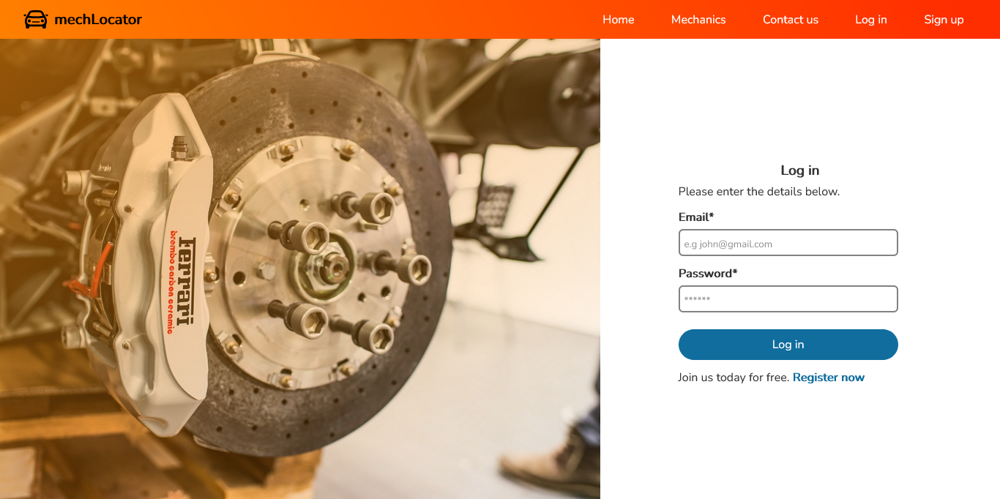 mechLocator
Home Mechanics Contact us Log in Sign up
Ferrari
brembo carbon ceramic
Log in
Please enter the details below.
Email*
e.g john@gmail.com
Password*
******
Log in
Join us today for free. Register now